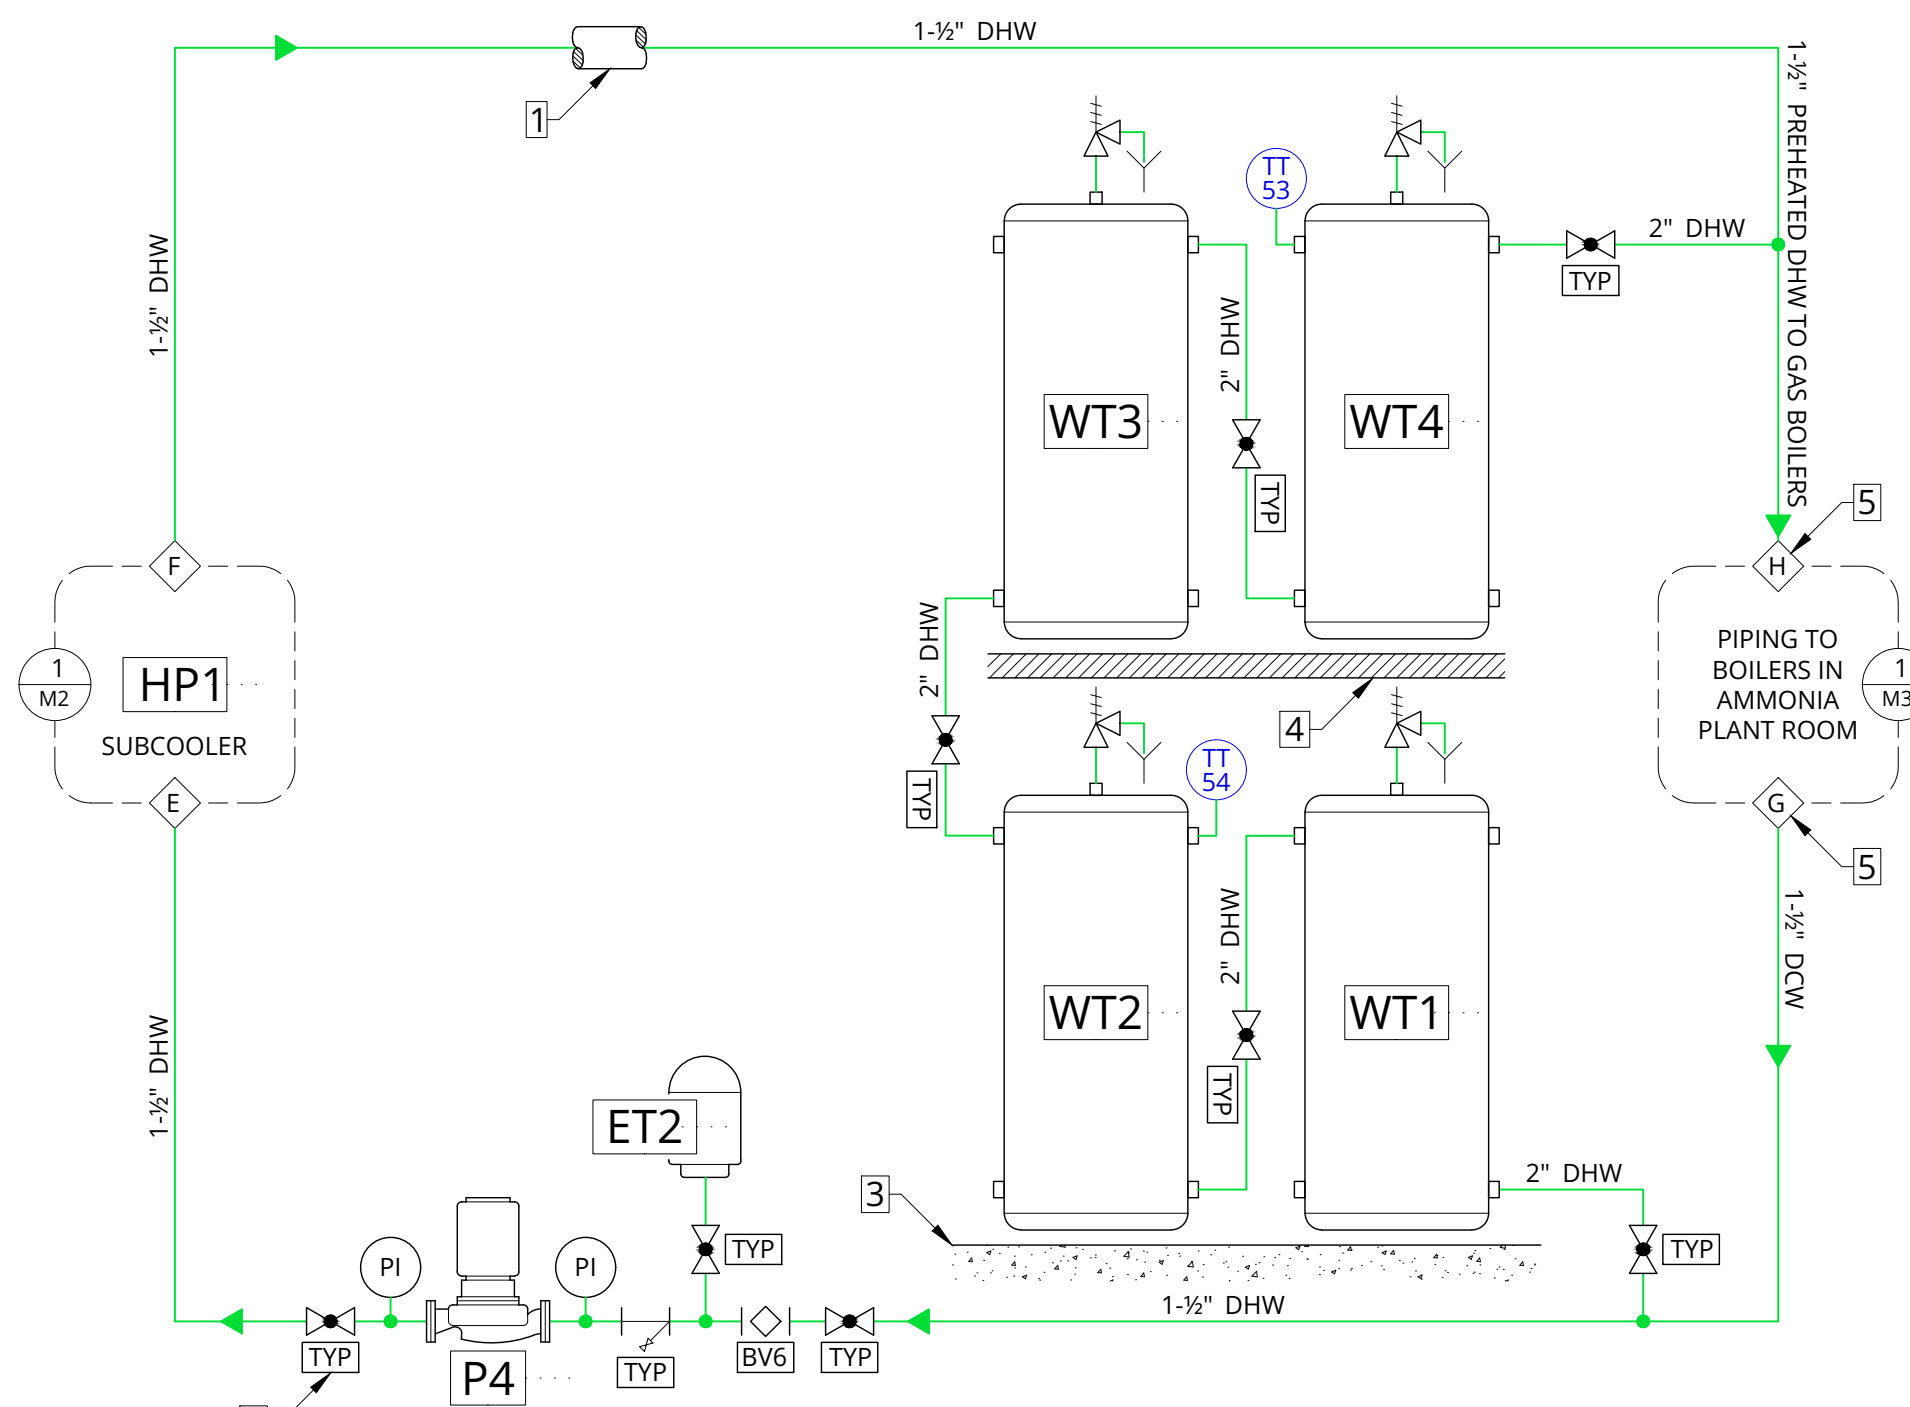 1-½" DHW
1
1-½" PREHEATED DHW TO GAS BOILERS
TT
53
2" DHW
TYP
1-½" DHW
2" DHW
WT3
WT4
TYP
5
F
H
1
M2
HP1
SUBCOOLER
E
2" DHW
TYP
4
PIPING TO
BOILERS IN
AMMONIA
PLANT ROOM
1
M3
G
5
TT
54
2" DHW
1-½" DCW
WT2
WT1
TYP
1-½" DHW
ET2
2" DHW
3
TYP
TYP
PI
PI
1-½" DHW
TYP
P4
TYP
BV6
TYP